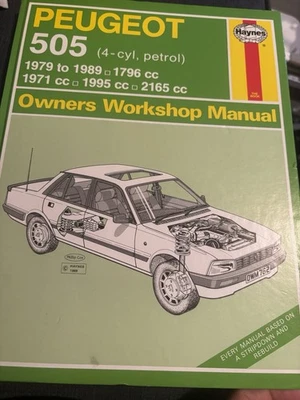 PEUGEOT
505 (4-cyl, petrol)
1979 to 1989 □ 1796 cc
1971 cc □ 1995 cc □ 2165 cc
Haynes
Owners Workshop Manual
EVERY MANUAL BASED ON
A STRIPDOWN AND
REBUILD